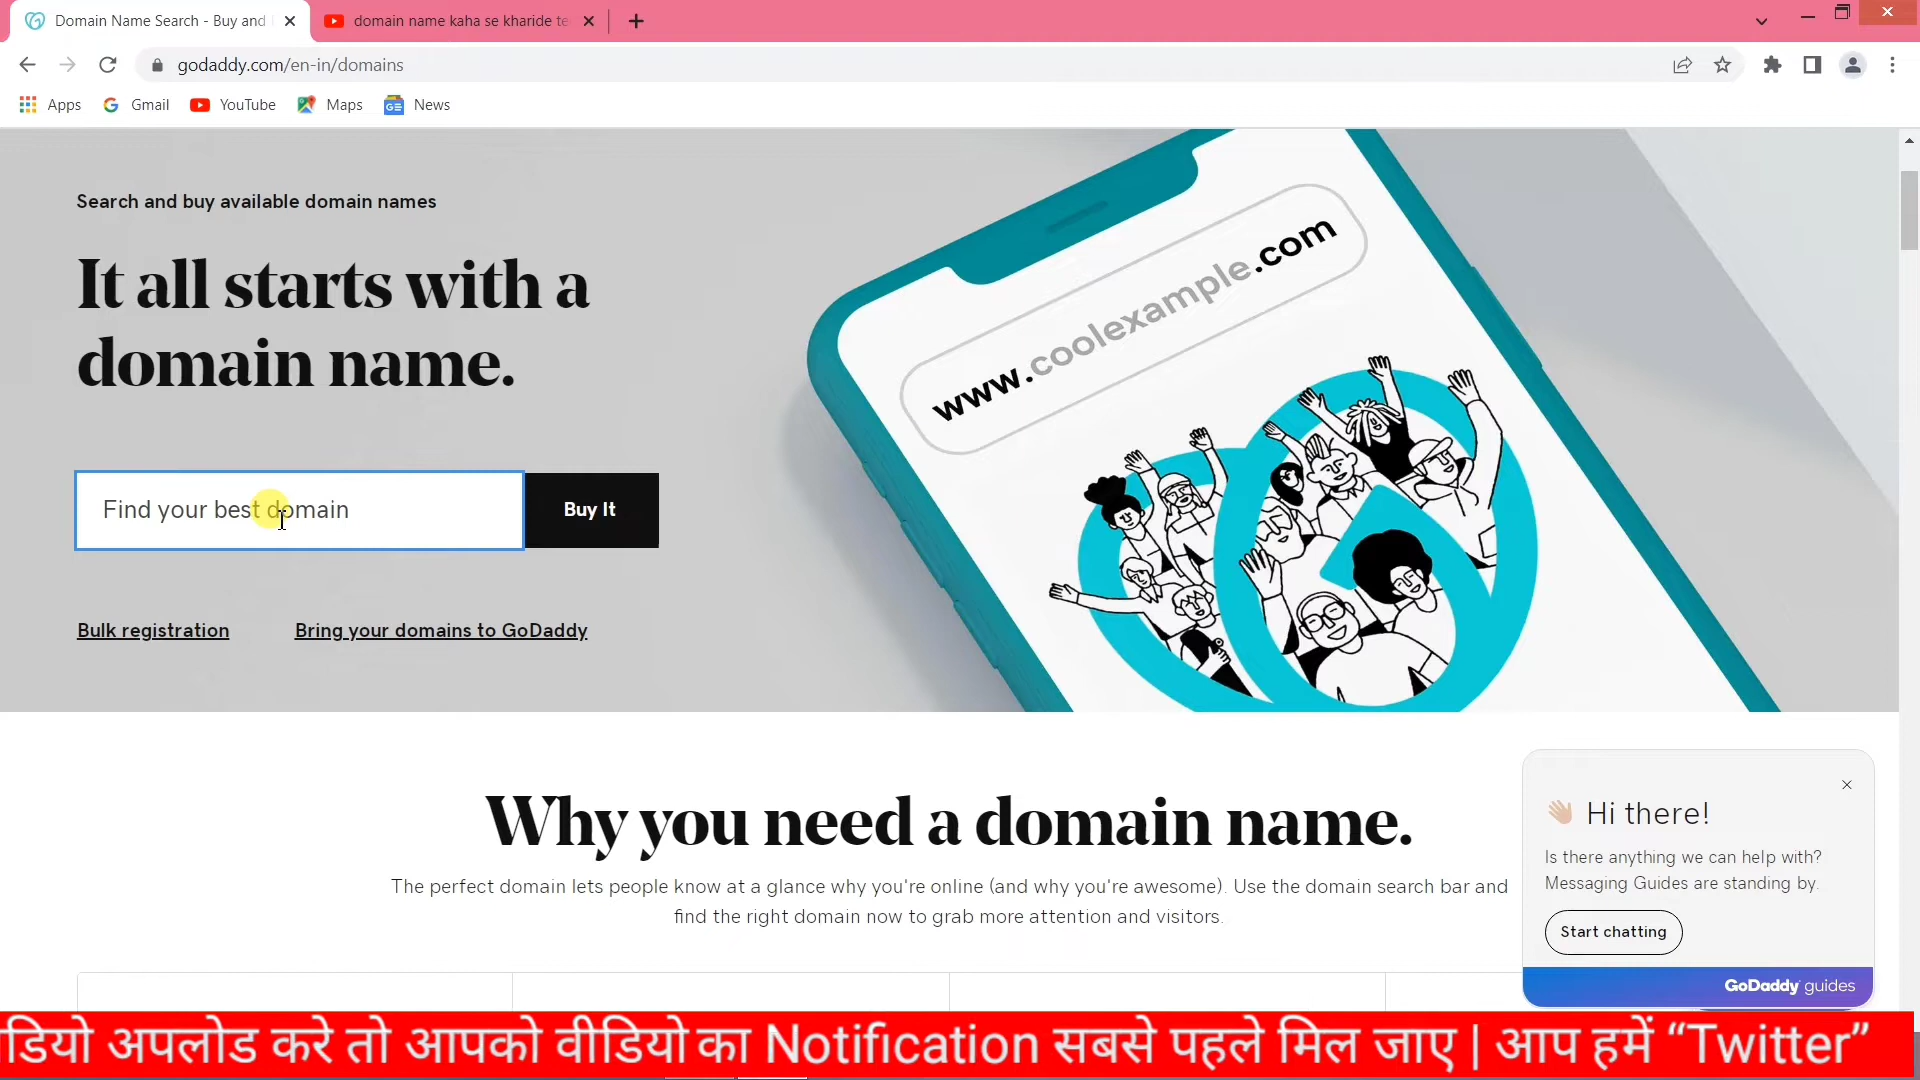 Domain Name Search - Buy and
domain name kaha se kharide te
godaddy.com/en-in/domains
Apps
Gmail
YouTube
Maps
News
Search and buy available domain names
It all starts with a
domain name.
Find your best domain
Buy It
Bulk registration
Bring your domains to GoDaddy
www.coolexample.com
Why you need a domain name.
The perfect domain lets people know at a glance why you're online (and why you're awesome). Use the domain search bar and
find the right domain now to grab more attention and visitors.
Hi there!
Is there anything we can help with?
Messaging Guides are standing by.
Start chatting
GoDaddy guides
डियो अपलोड करे तो आपको वीडियो का Notification सबसे पहले मिल जाए | आप हमें “Twitter”